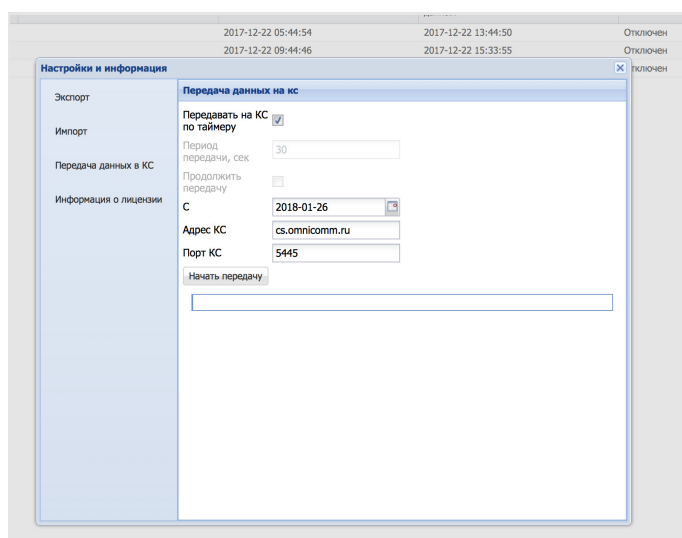 2017-12-22 05:44:54 2017-12-22 13:44:50 Отключен
2017-12-22 09:44:46 2017-12-22 15:33:55 Отключен
Настройки и информация тключен
Экспорт
Импорт
Передача данных в КС
Информация о лицензии
Передача данных на кс
Передавать на КС
по таймеру
Период
передачи, сек
30
Продолжить
передачу
С 2018-01-26
Адрес КС cs.omnicomm.ru
Порт КС 5445
Начать передачу